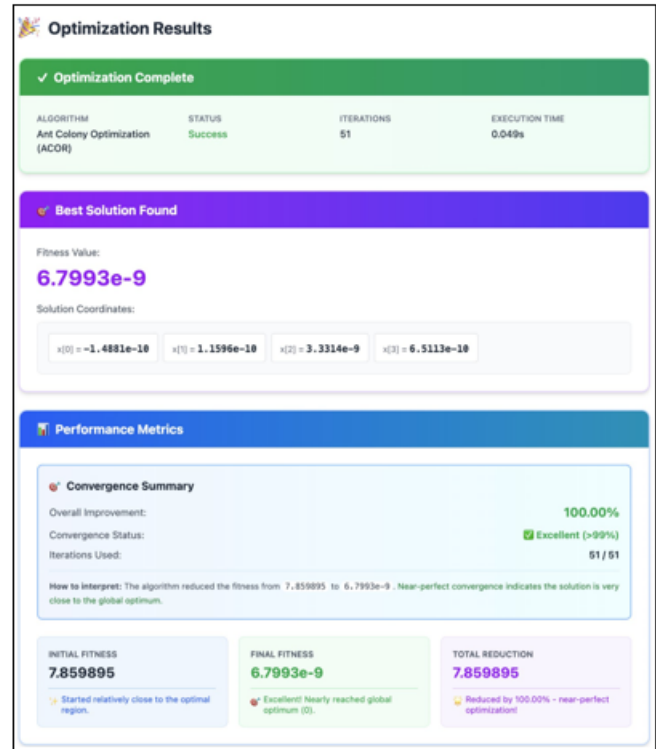 🎉 Optimization Results
✓ Optimization Complete
ALGORITHM
Ant Colony Optimization
(ACOR)
STATUS
Success
ITERATIONS
51
EXECUTION TIME
0.049s
🎯 Best Solution Found
Fitness Value:
6.7993e-9
Solution Coordinates:
x[0] = -1.4881e-10
x[1] = 1.1596e-10
x[2] = 3.3314e-9
x[3] = 6.5113e-10
📊 Performance Metrics
🎯 Convergence Summary
Overall Improvement: 100.00%
Convergence Status: ✅ Excellent (>99%)
Iterations Used: 51 / 51
How to interpret: The algorithm reduced the fitness from 7.859895 to 6.7993e-9. Near-perfect convergence indicates the solution is very
close to the global optimum.
INITIAL FITNESS
7.859895
Started relatively close to the optimal
region.
FINAL FITNESS
6.7993e-9
🎯 Excellent! Nearly reached global
optimum (0).
TOTAL REDUCTION
7.859895
Reduced by 100.00% - near-perfect
optimization!